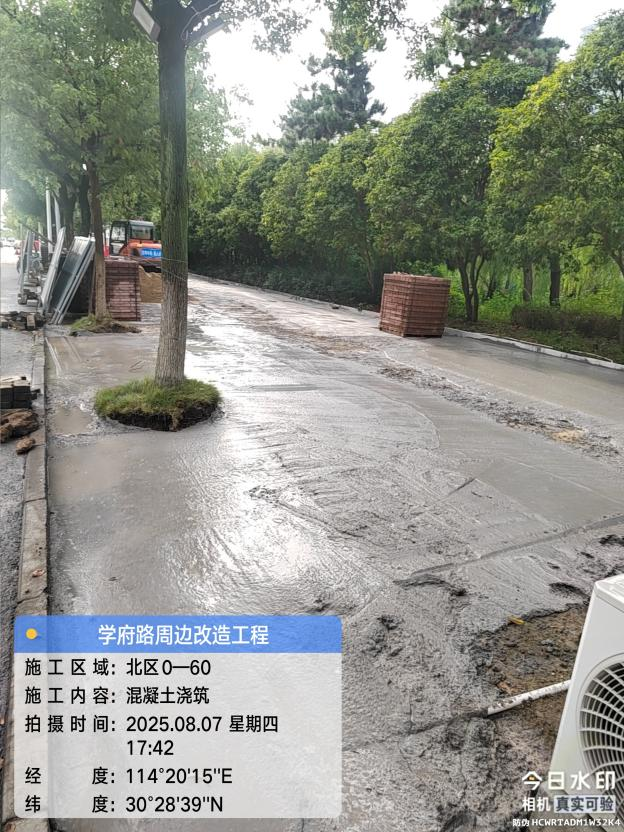 学府路周边改造工程
施工区域：北区0—60
施工内容：混凝土浇筑
拍摄时间：2025.08.07 星期四
17:42
经度：114°20'15"E
纬度：30°28'39"N
今日水印
相机 真实可验
防伪 HCWRTADM1W32K4